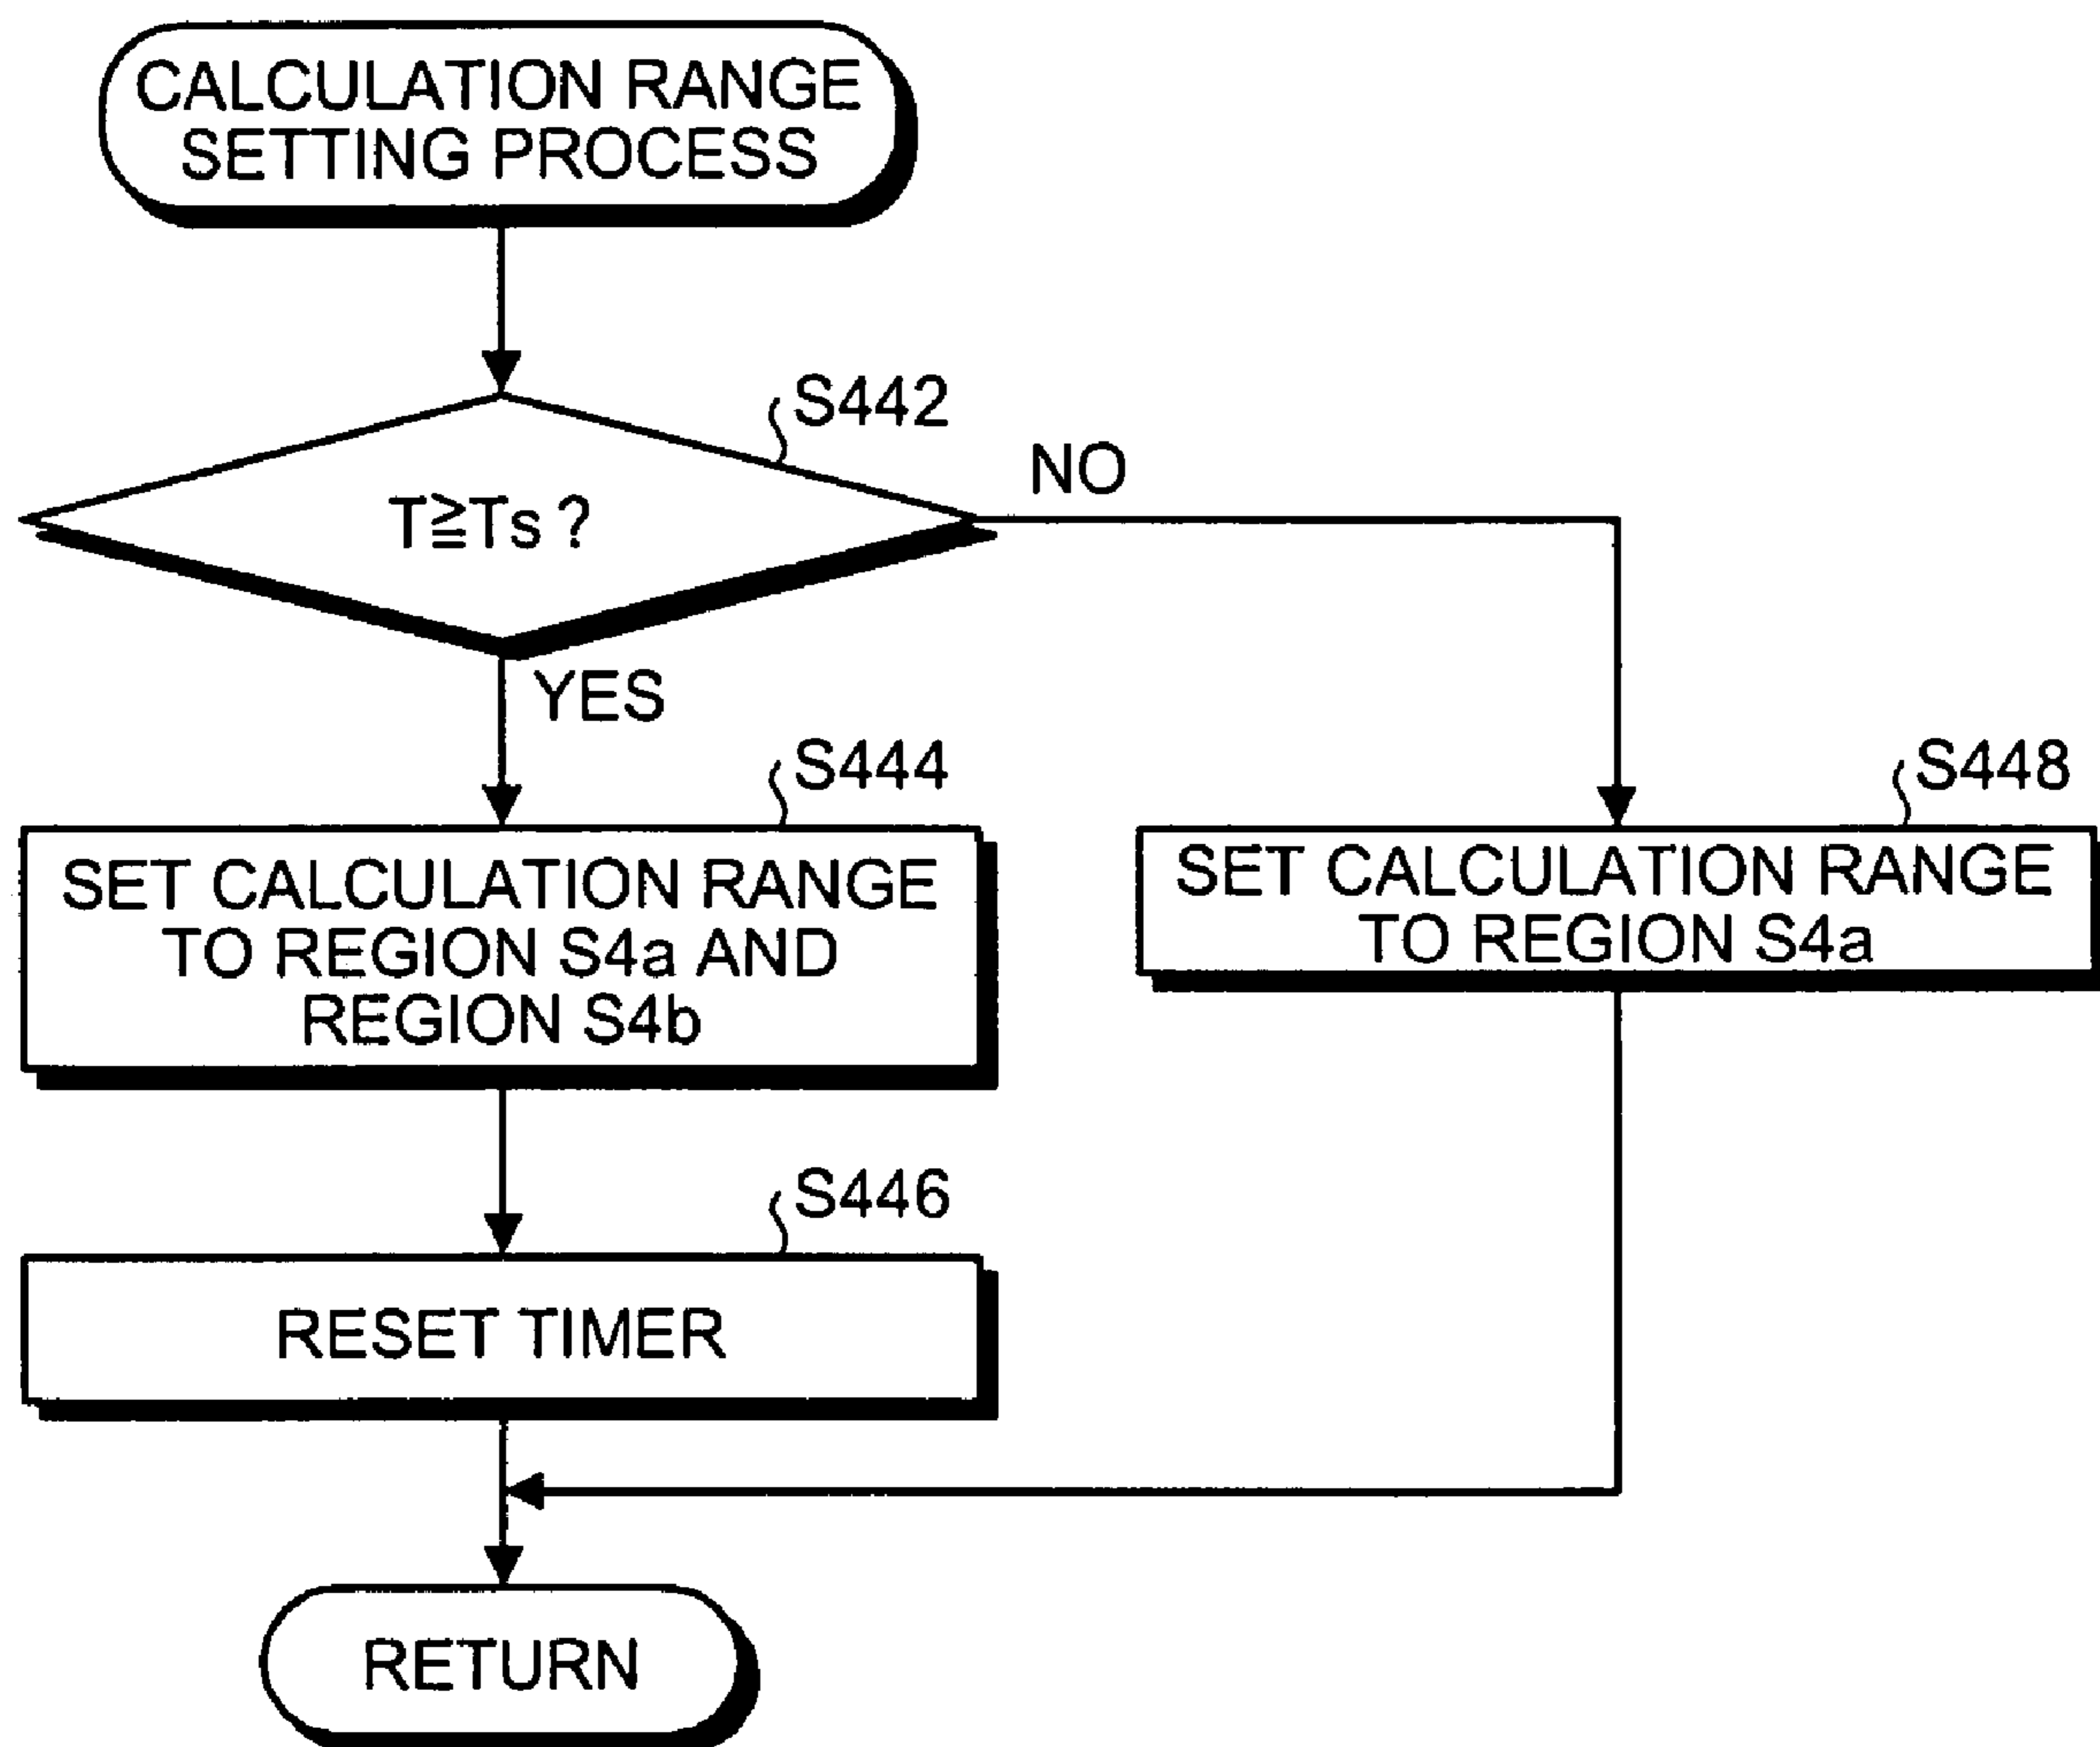 CALCULATION RANGE
SETTING PROCESS
S442
T≧Ts?
NO
YES
S444
SET CALCULATION RANGE
TO REGION S4a AND
REGION S4b
S448
SET CALCULATION RANGE
TO REGION S4a
S446
RESET TIMER
RETURN